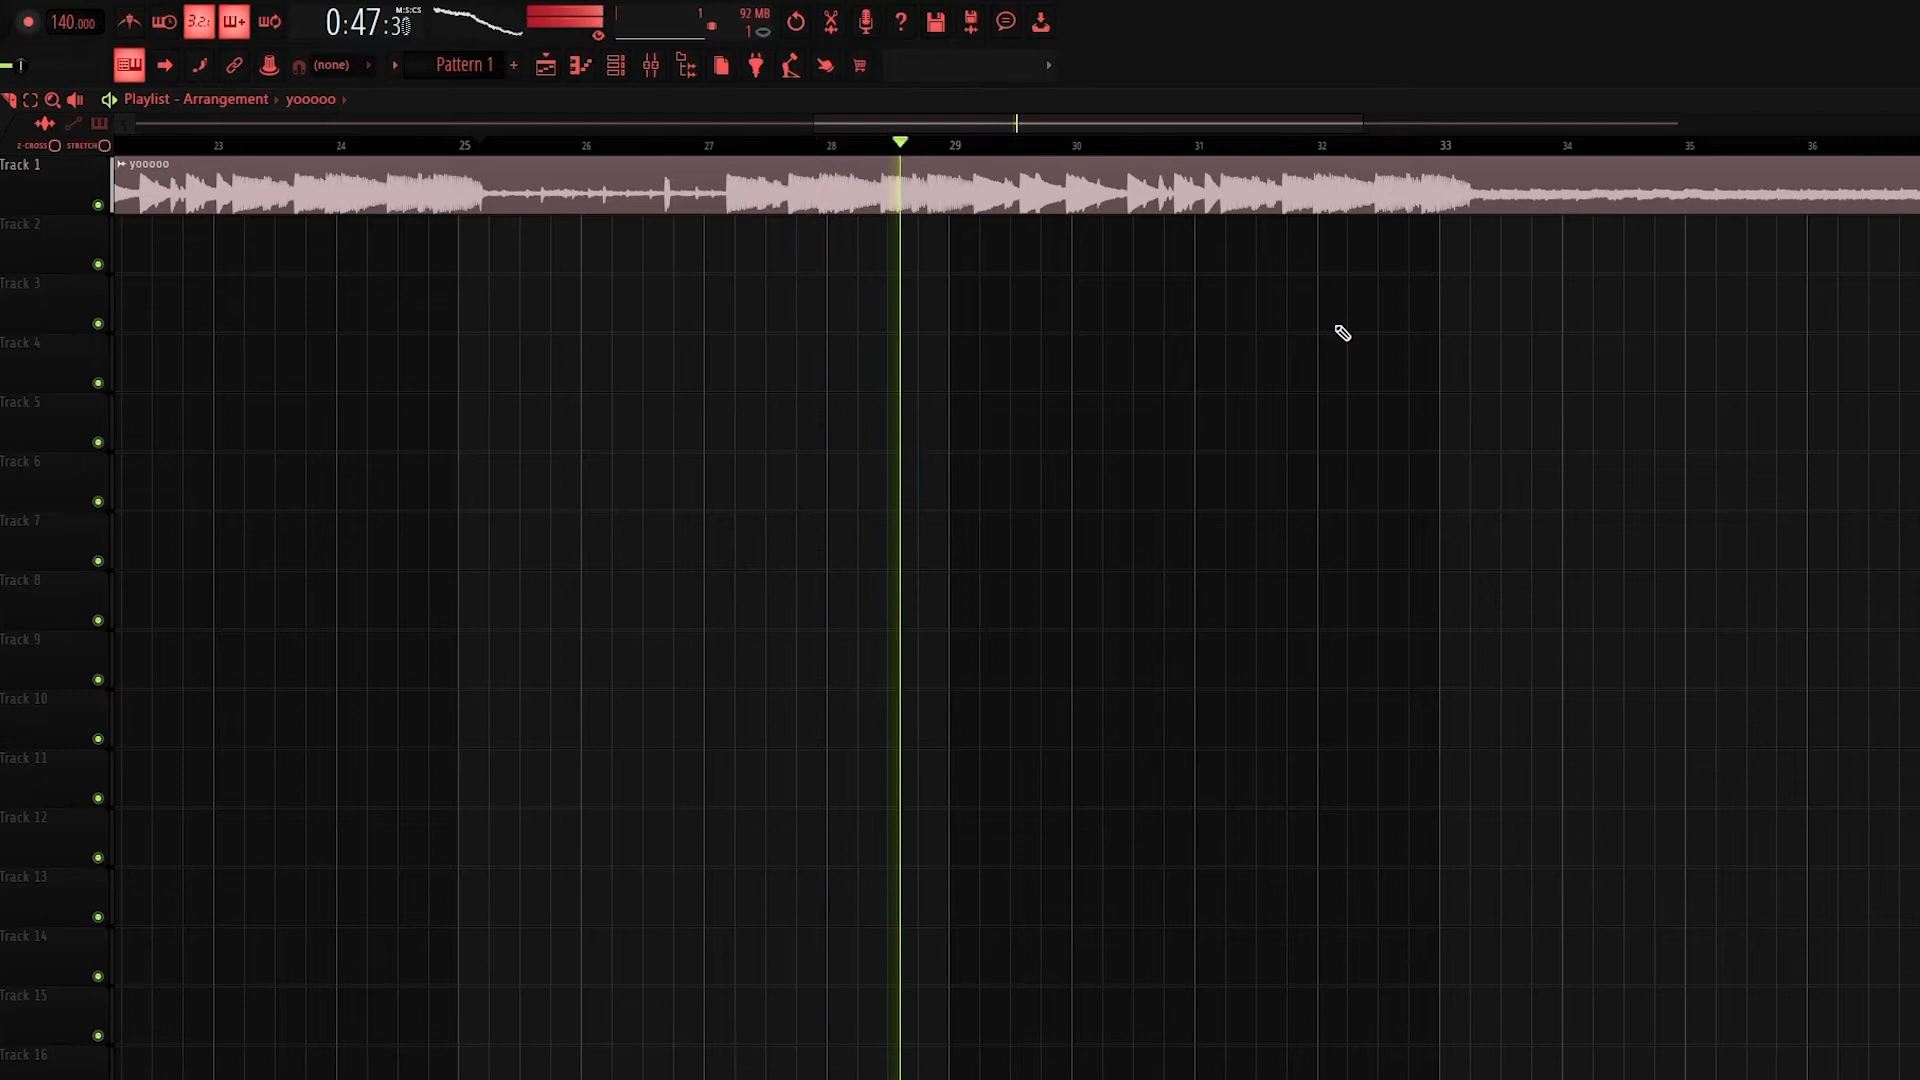 140.000
3 2 :
0:47:30
M:S:CS
1
92 MB
1
?
(none)
Pattern 1
+
Playlist - Arrangement
yooooo
Z-CROSS
STRETCH
23
24
25
26
27
28
29
30
31
32
33
34
35
36
Track 1
yooooo
Track 2
Track 3
Track 4
Track 5
Track 6
Track 7
Track 8
Track 9
Track 10
Track 11
Track 12
Track 13
Track 14
Track 15
Track 16